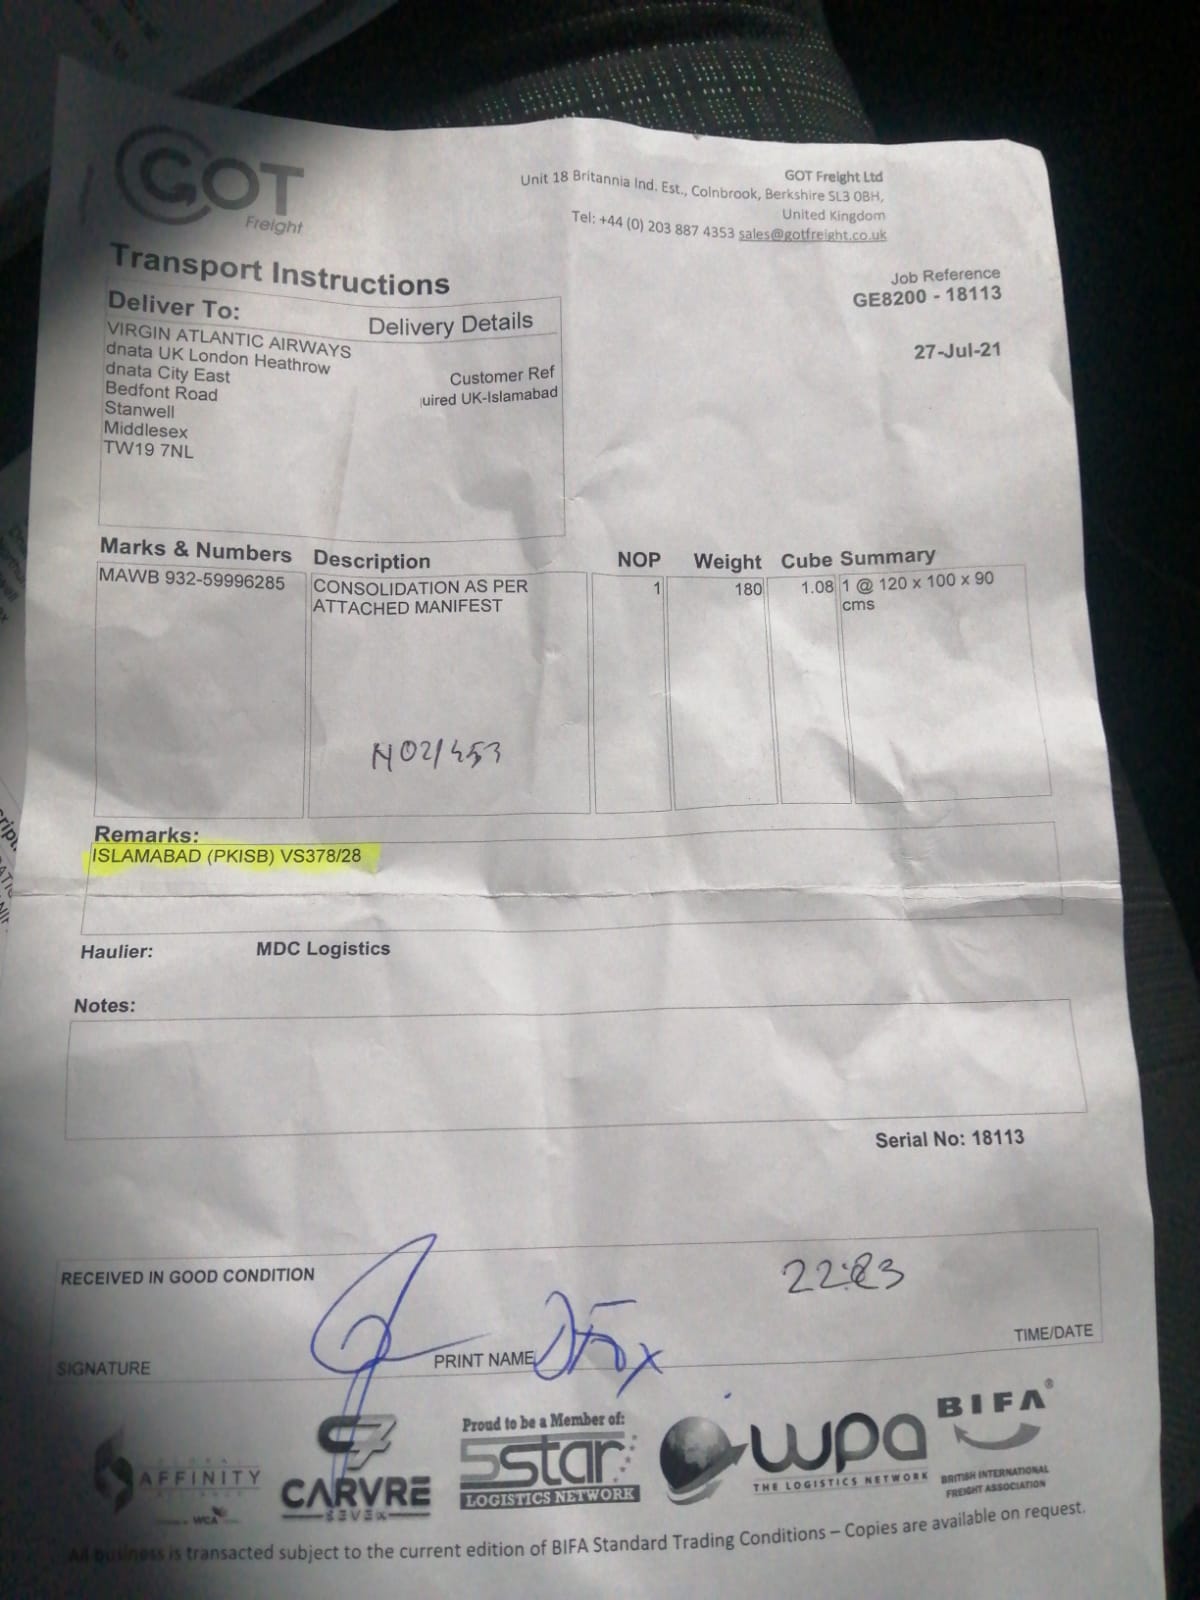 GOT
Freight
GOT Freight Ltd
Unit 18 Britannia Ind. Est., Colnbrook, Berkshire SL3 0BH,
United Kingdom
Tel: +44 (0) 203 887 4353 sales@gotfreight.co.uk
Transport Instructions
Job Reference
GE8200 - 18113
27-Jul-21
Deliver To:
Delivery Details
VIRGIN ATLANTIC AIRWAYS
dnata UK London Heathrow
dnata City East
Bedfont Road
Stanwell
Middlesex
TW19 7NL
Customer Ref
uired UK-Islamabad
Marks & Numbers Description NOP Weight Cube Summary
MAWB 932-59996285 CONSOLIDATION AS PER 1 180 1.08 1 @ 120 x 100 x 90
ATTACHED MANIFEST cms
Remarks:
ISLAMABAD (PKISB) VS378/28
Haulier: MDC Logistics
Notes:
Serial No: 18113
RECEIVED IN GOOD CONDITION
SIGNATURE
PRINT NAME
TIME/DATE
AFFINITY
WCA
CARVRE
SEVEN
Proud to be a Member of:
5star
LOGISTICS NETWORK
wpa
THE LOGISTICS NETWORK
BIFA
BRITISH INTERNATIONAL
FREIGHT ASSOCIATION
All business is transacted subject to the current edition of BIFA Standard Trading Conditions – Copies are available on request.